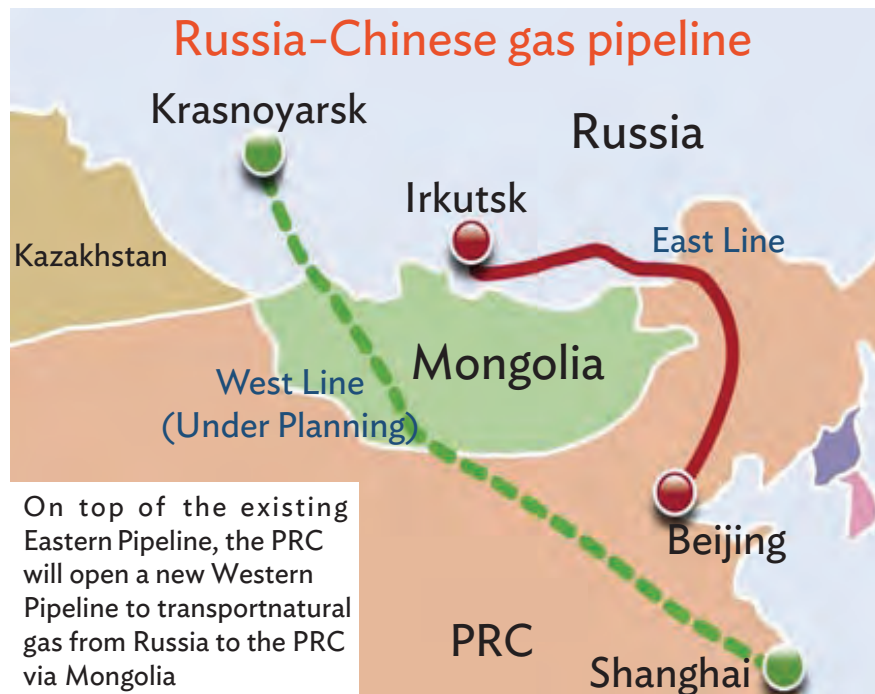 Russia-Chinese gas pipeline
Krasnoyarsk
Russia
Irkutsk
East Line
Kazakhstan
Mongolia
West Line
(Under Planning)
Beijing
On top of the existing
Eastern Pipeline, the PRC
will open a new Western
Pipeline to transportnatural
gas from Russia to the PRC
via Mongolia
PRC
Shanghai